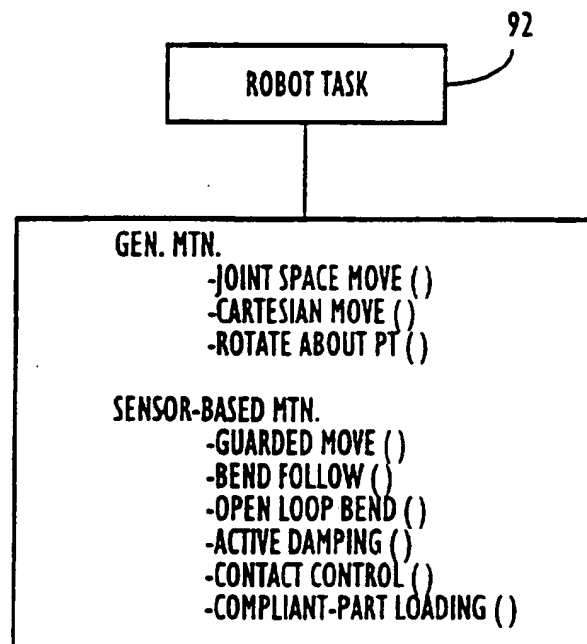 92
ROBOT TASK
GEN. MTN.
-JOINT SPACE MOVE ( )
-CARTESIAN MOVE ( )
-ROTATE ABOUT PT ( )
SENSOR-BASED MTN.
-GUARDED MOVE ( )
-BEND FOLLOW ( )
-OPEN LOOP BEND ( )
-ACTIVE DAMPING ( )
-CONTACT CONTROL ( )
-COMPLIANT-PART LOADING ( )